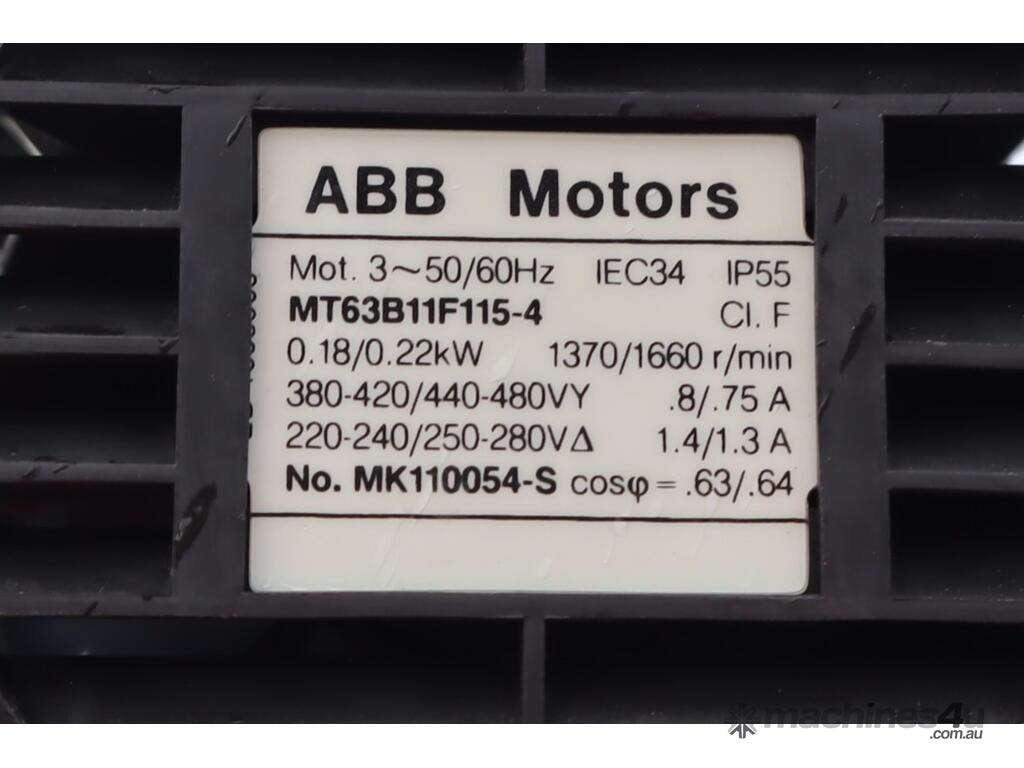 ABB Motors
Mot. 3~50/60Hz IEC34 IP55
MT63B11F115-4 Cl. F
0.18/0.22kW 1370/1660 r/min
380-420/440-480VY .8/.75 A
220-240/250-280VΔ 1.4/1.3 A
No. MK110054-S cosφ = .63/.64
machines4u
.com.au